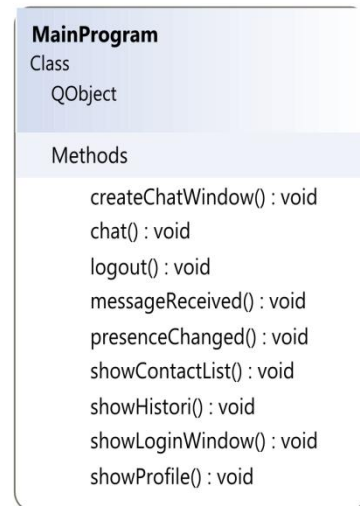 MainProgram
Class
QObject
Methods
createChatWindow() : void
chat() : void
logout() : void
messageReceived() : void
presenceChanged() : void
showContactList() : void
showHistori() : void
showLoginWindow() : void
showProfile() : void